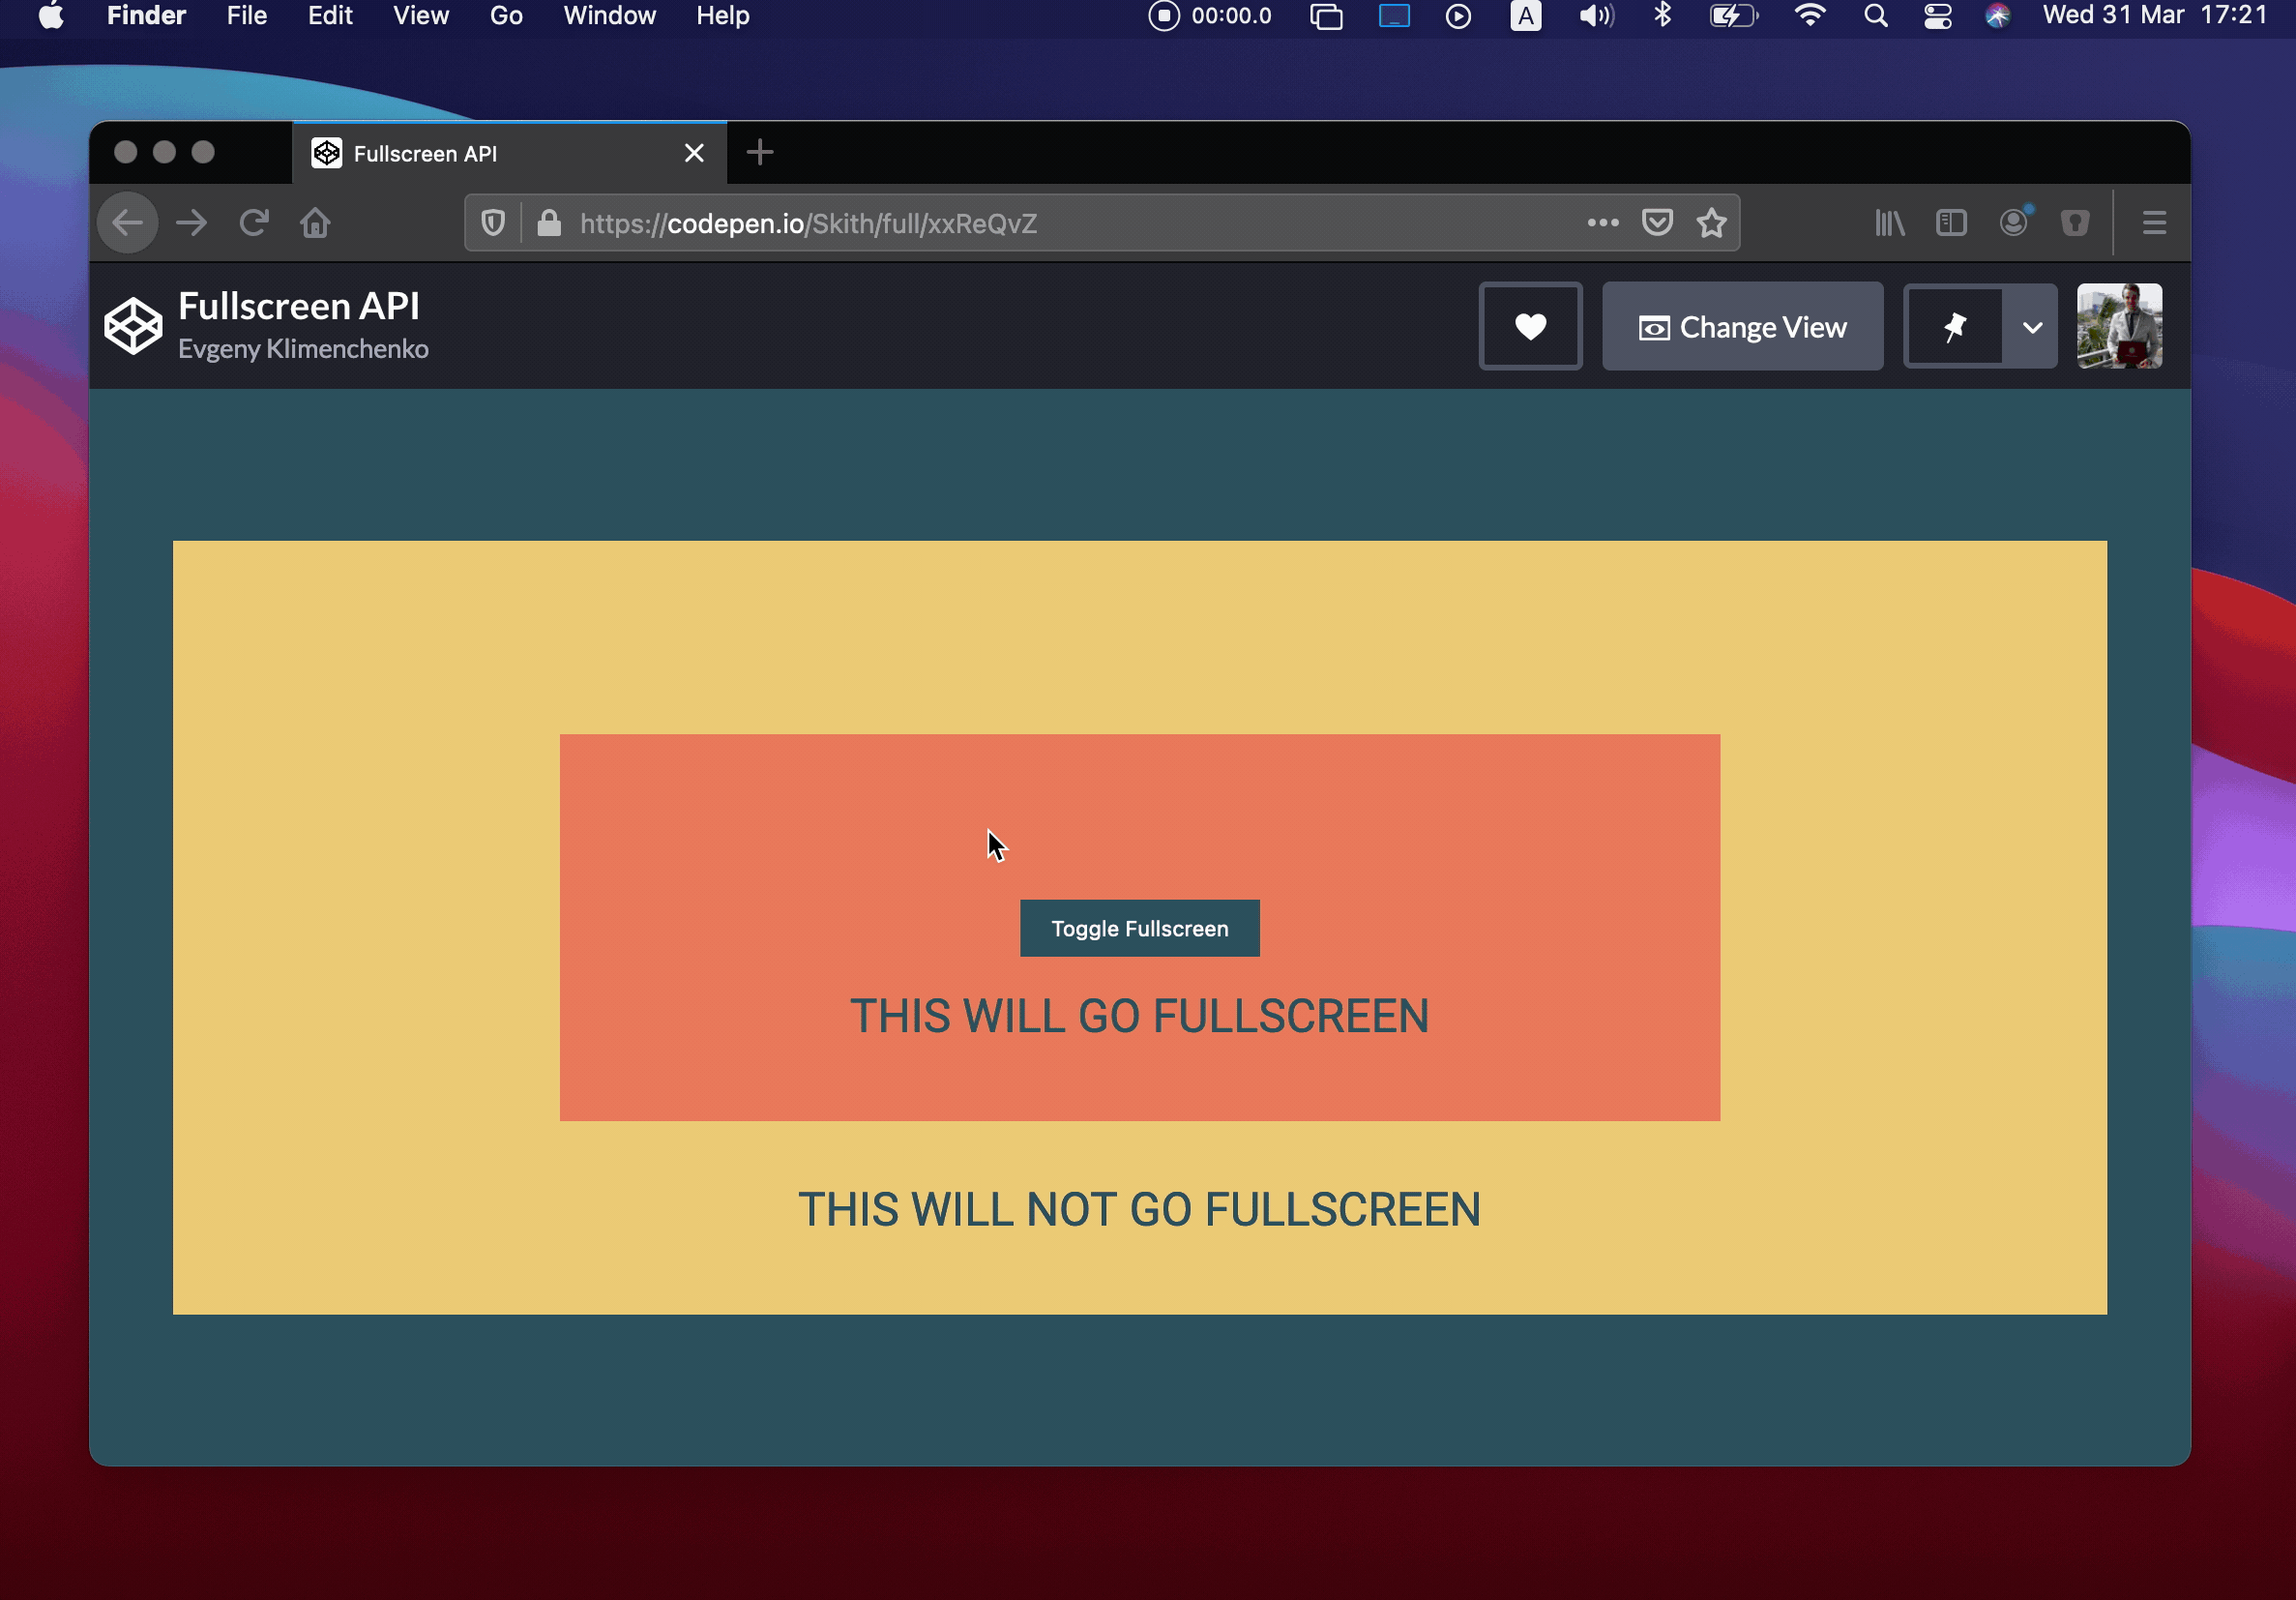 Finder File Edit View Go Window Help 00:00.0 A Wed 31 Mar 17:21
Fullscreen API
https://codepen.io/Skith/full/xxReQvZ
Fullscreen API
Evgeny Klimenchenko
Change View
Toggle Fullscreen
THIS WILL GO FULLSCREEN
THIS WILL NOT GO FULLSCREEN